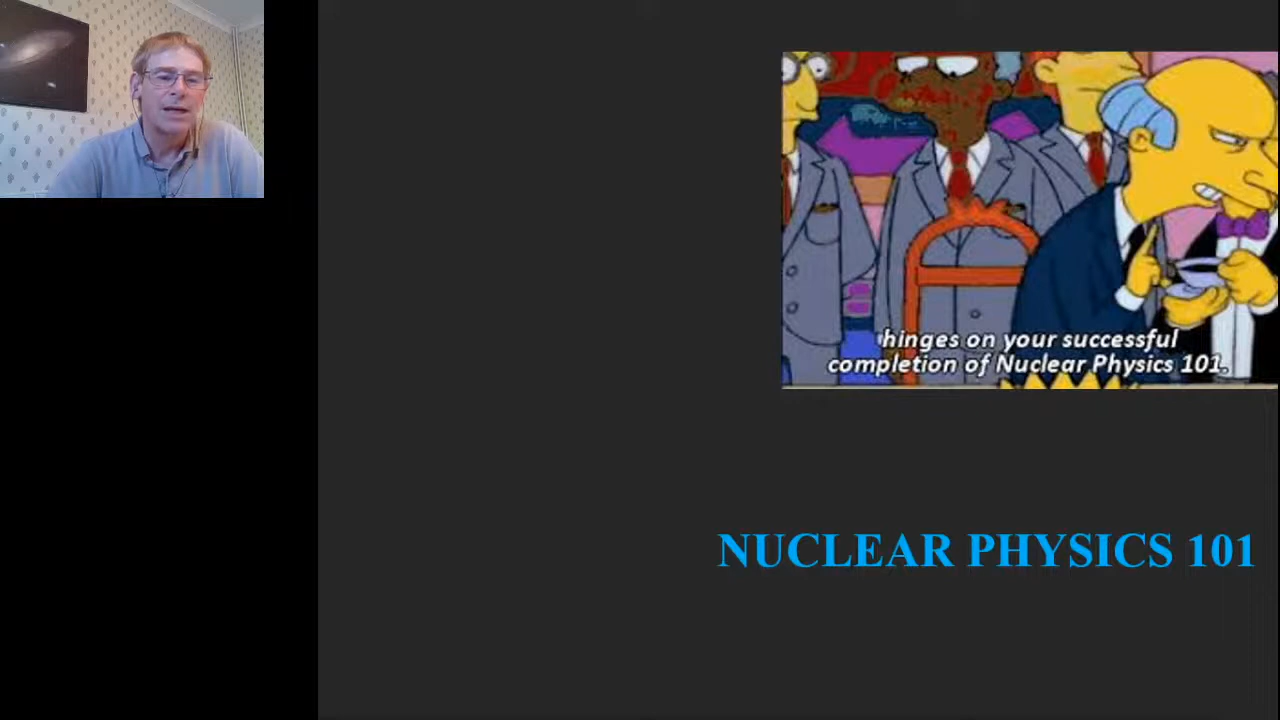 hinges on your successful
completion of Nuclear Physics 101.
NUCLEAR PHYSICS 101